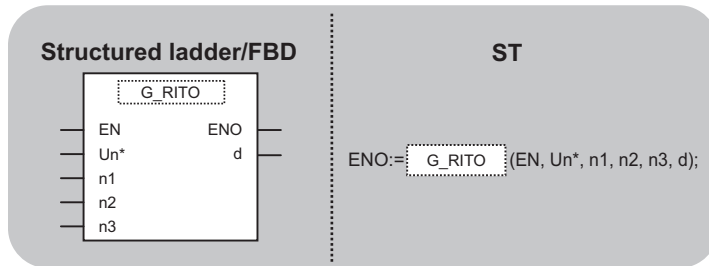 Structured ladder/FBD
G_RITO
EN ENO
Un* d
n1
n2
n3
ST
ENO:= G_RITO (EN, Un*, n1, n2, n3, d);